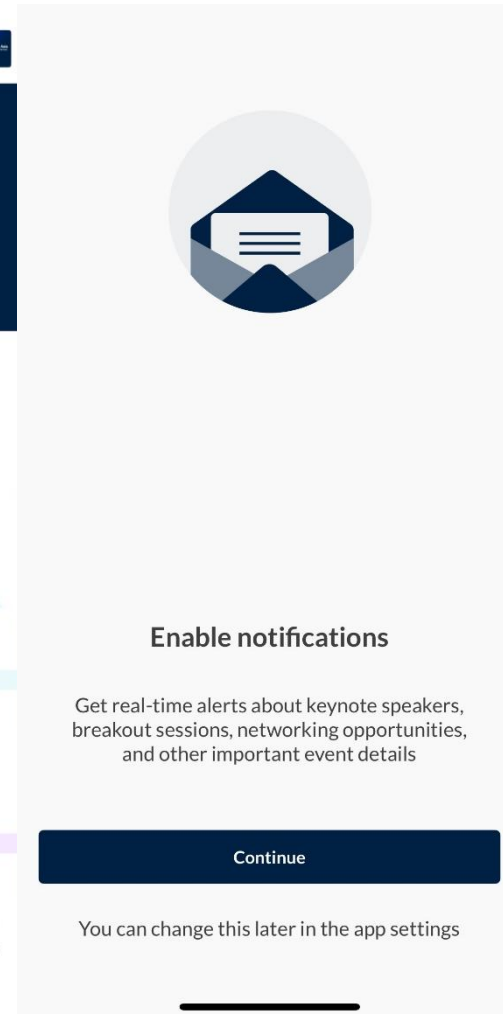 Enable notifications
Get real-time alerts about keynote speakers,
breakout sessions, networking opportunities,
and other important event details
Continue
You can change this later in the app settings